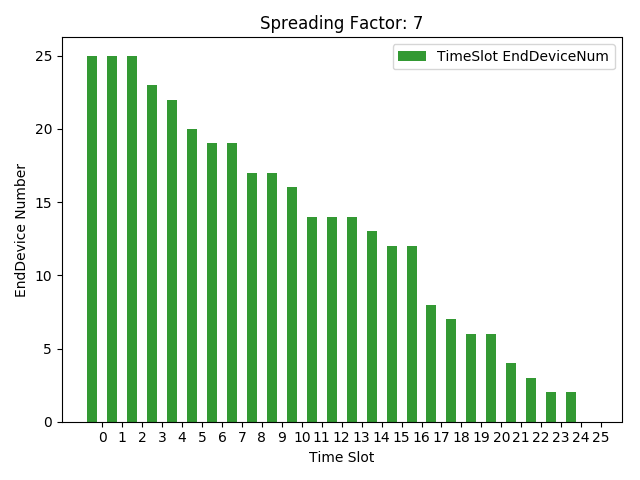 Spreading Factor: 7
TimeSlot EndDeviceNum
EndDevice Number
25
20
15
10
5
0
0 1 2 3 4 5 6 7 8 9 10 11 12 13 14 15 16 17 18 19 20 21 22 23 24 25
Time Slot